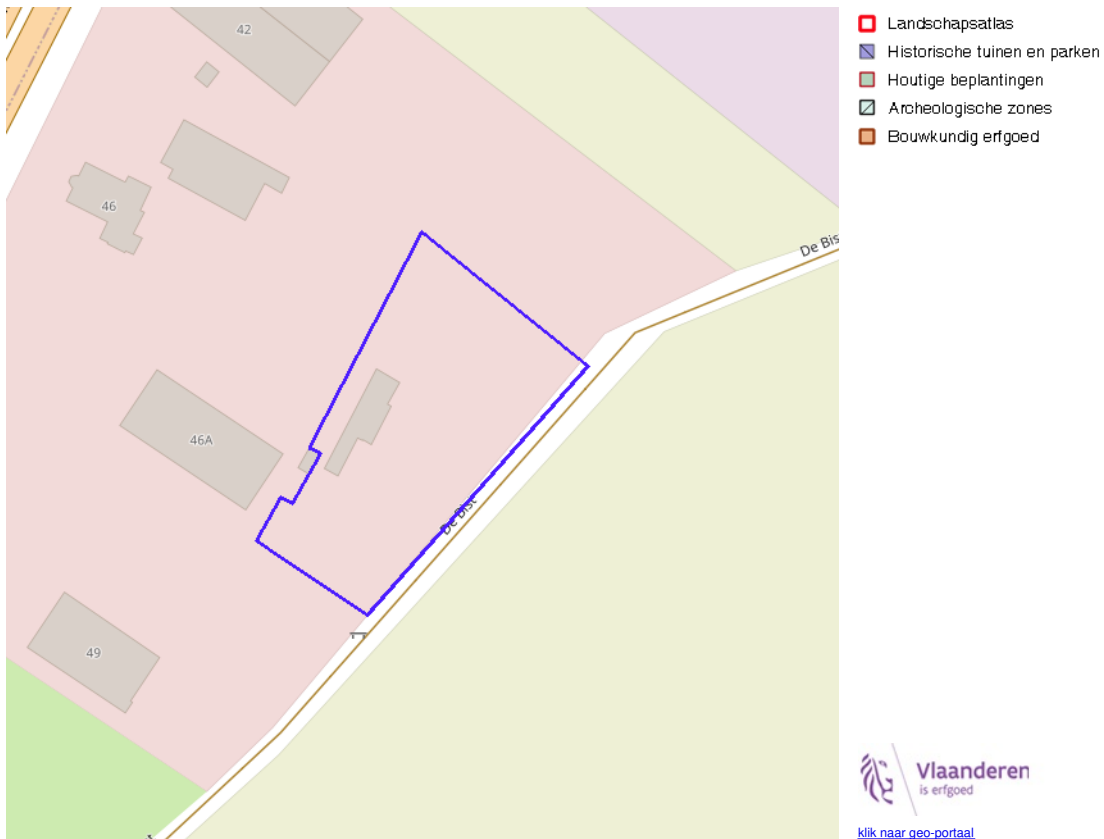 42
46
46A
49
De Bis
De Bist
Landschapsatlas
Historische tuinen en parken
Houtige beplantingen
Archeologische zones
Bouwkundig erfgoed
Vlaanderen
is erfgoed
klik naar geo-portaal